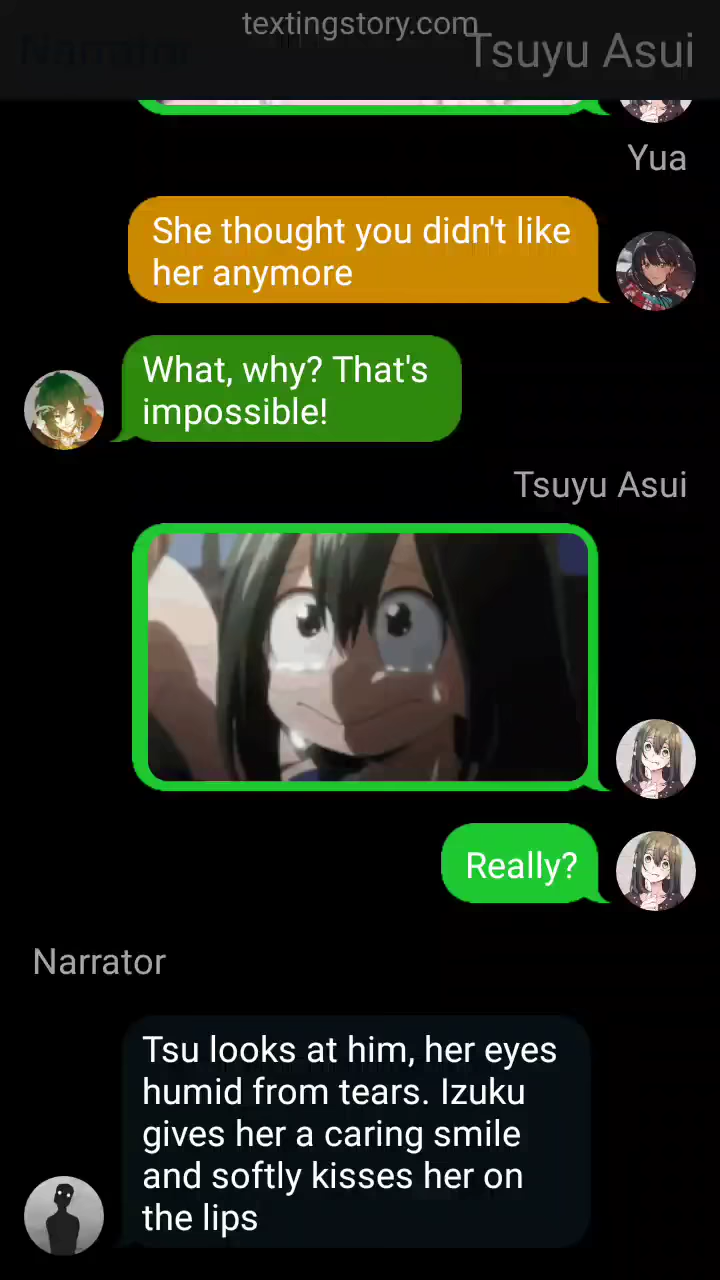 textingstory.com
Narrator
Tsuyu Asui
Yua
She thought you didn't like
her anymore
What, why? That's
impossible!
Tsuyu Asui
Really?
Narrator
Tsu looks at him, her eyes
humid from tears. Izuku
gives her a caring smile
and softly kisses her on
the lips